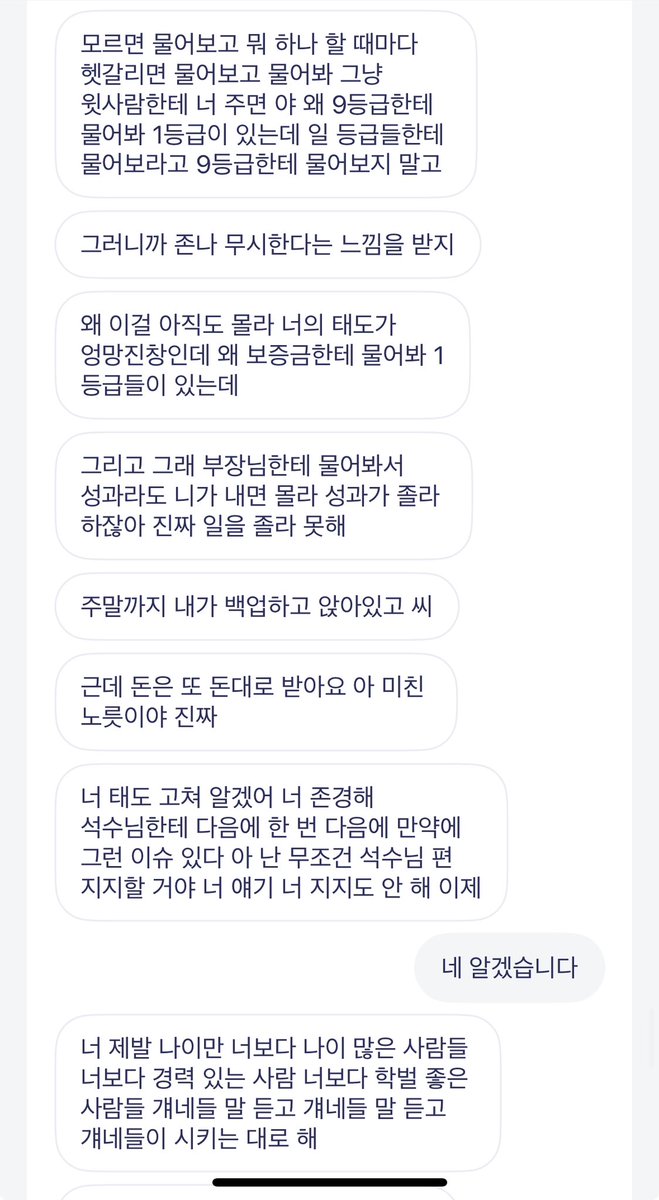 모르면 물어보고 뭐 하나 할 때마다
헷갈리면 물어보고 물어봐 그냥
윗사람한테 너 주면 야 왜 9등급한테
물어봐 1등급이 있는데 일 등급들한테
물어보라고 9등급한테 물어보지 말고
그러니까 존나 무시한다는 느낌을 받지
왜 이걸 아직도 몰라 너의 태도가
엉망진창인데 왜 보증금한테 물어봐 1
등급들이 있는데
그리고 그래 부장님한테 물어봐서
성과라도 니가 내면 몰라 성과가 졸라
하잖아 진짜 일을 졸라 못해
주말까지 내가 백업하고 앉아있고 씨
근데 돈은 또 돈대로 받아요 아 미친
노릇이야 진짜
너 태도 고쳐 알겠어 너 존경해
석수님한테 다음에 한 번 다음에 만약에
그런 이슈 있다 아 난 무조건 석수님 편
지지할 거야 너 얘기 너 지지도 안 해 이제
네 알겠습니다
너 제발 나이만 너보다 나이 많은 사람들
너보다 경력 있는 사람 너보다 학벌 좋은
사람들 걔네들 말 듣고 걔네들 말 듣고
걔네들이 시키는 대로 해